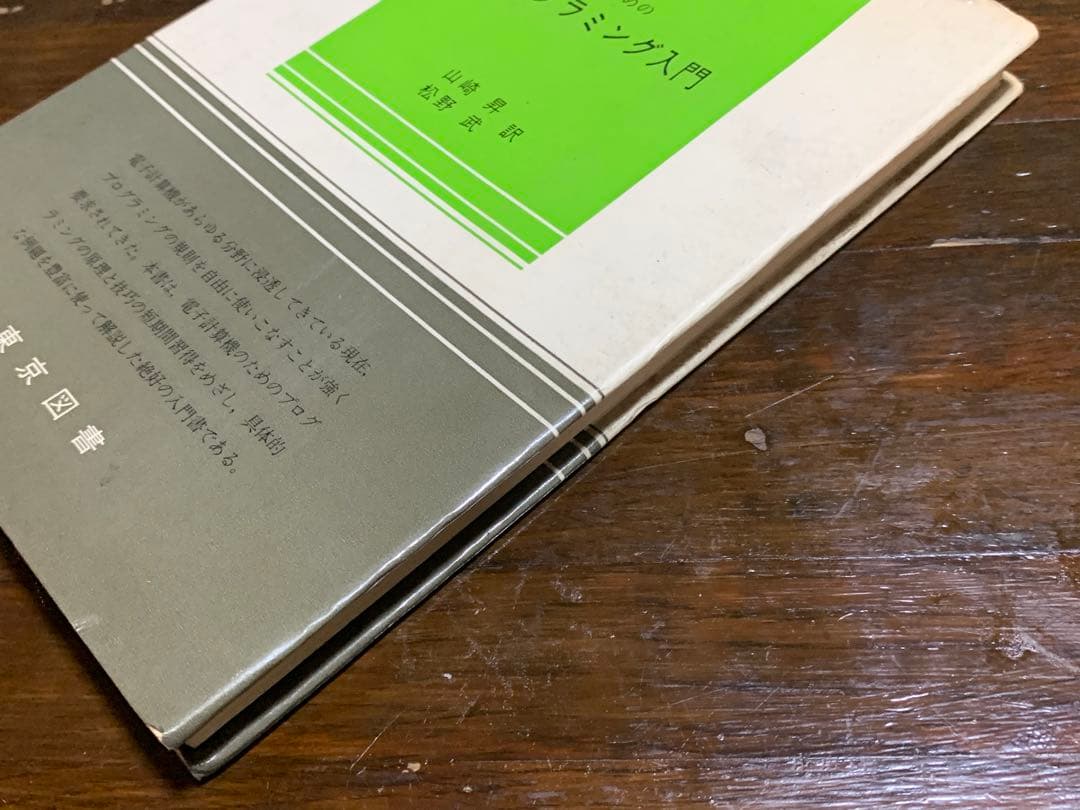 めの
グラミング入門
山崎 昇
松野 武 訳
電子計算機があらゆる分野に浸透してきている現在,
プログラミングの規則を自由に使いこなすことが強く
要求されてきた。本書は, 電子計算機のためのプログ
ラミングの原理と技巧の短期間習得をめざし, 具体的
な例題を豊富に使って解説した絶好の入門書である。
東京図書